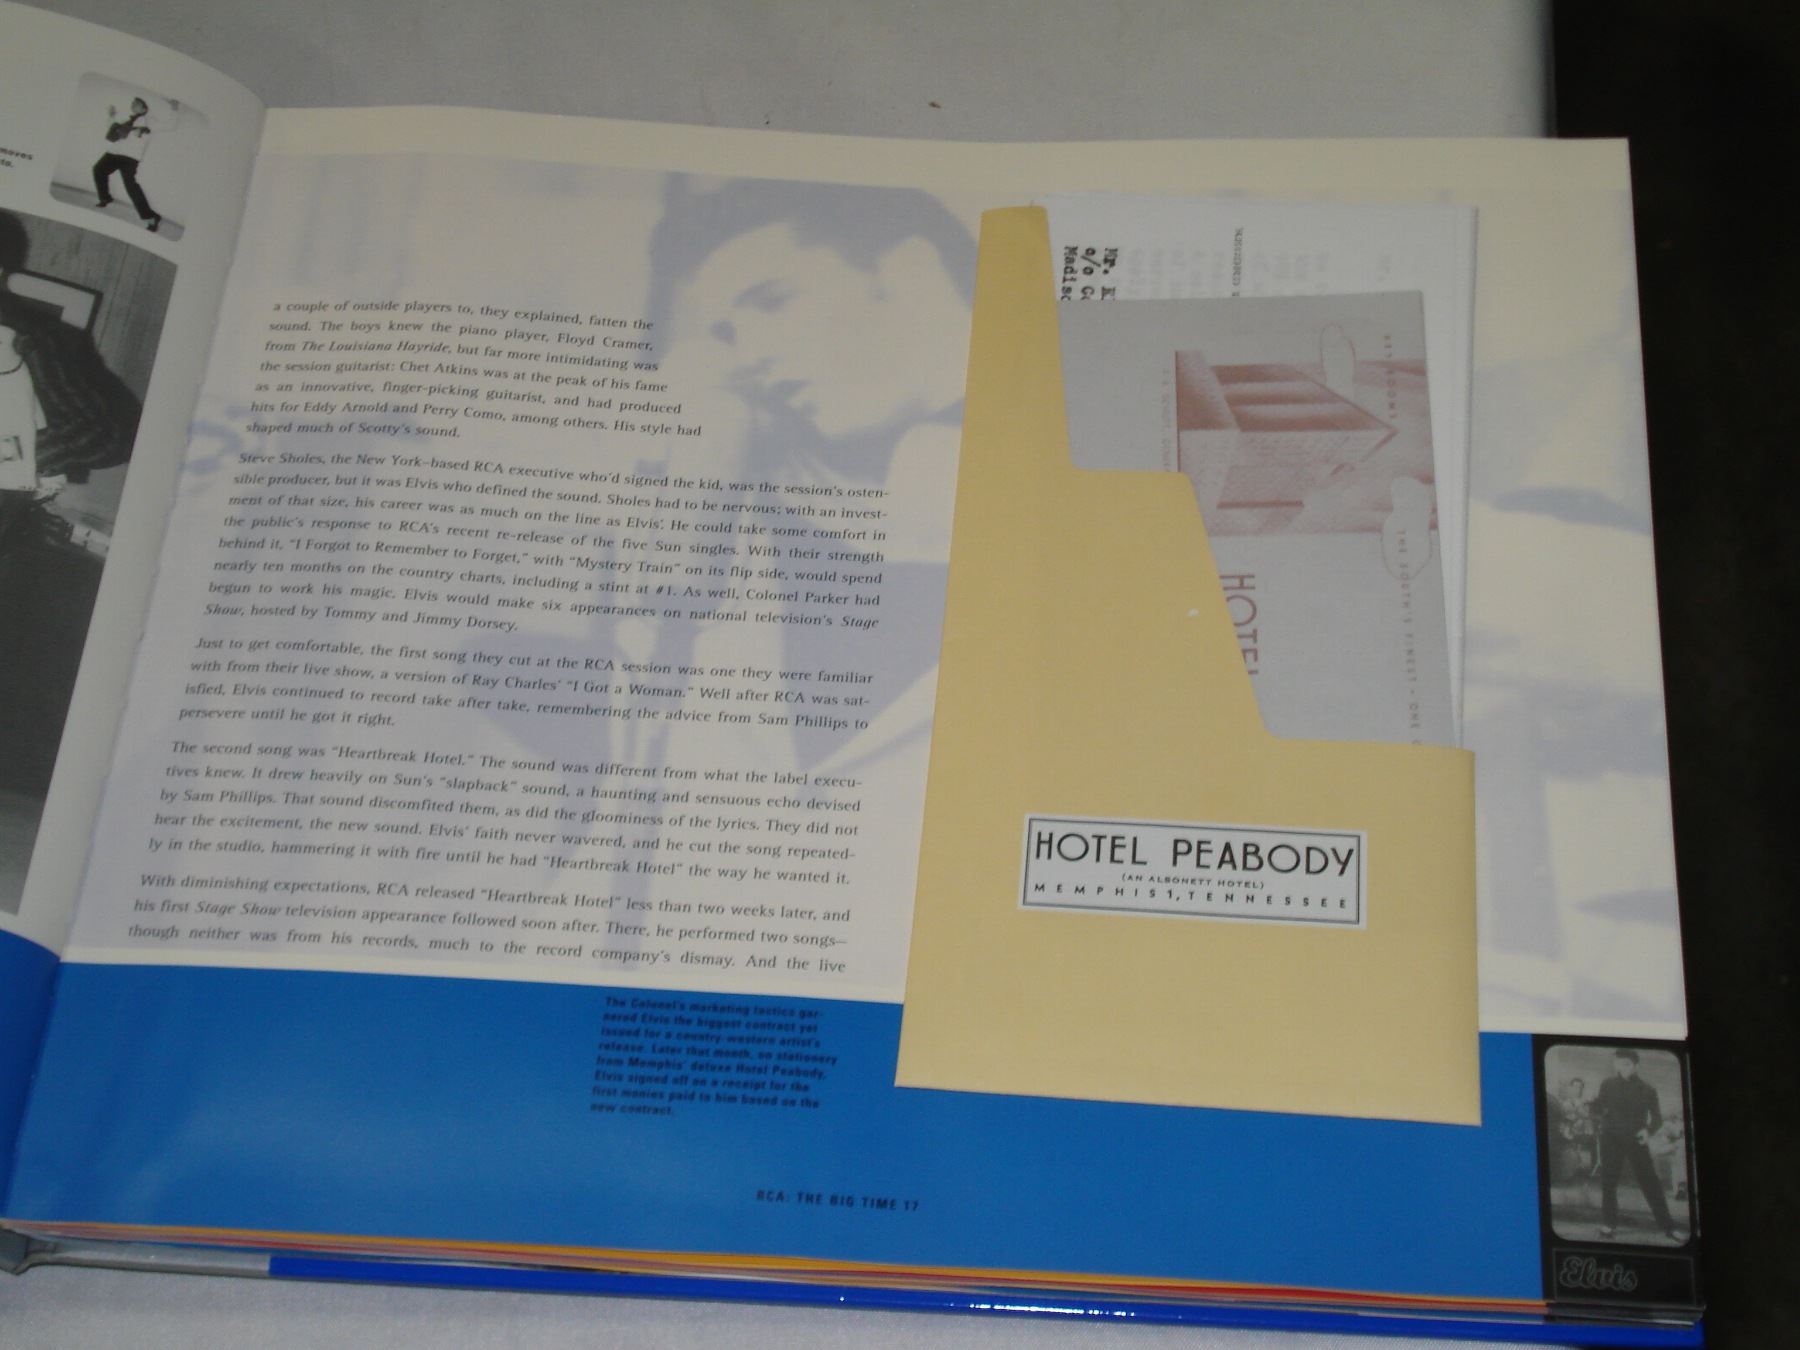 moves
to.
a couple of outside players to, they explained, fatten the
sound. The boys knew the piano player, Floyd Cramer,
from The Louisiana Hayride, but far more intimidating was
the session guitarist: Chet Atkins was at the peak of his fame
as an innovative, finger-picking guitarist, and had produced
hits for Eddy Arnold and Perry Como, among others. His style had
shaped much of Scotty's sound.
Steve Sholes, the New York-based RCA executive who'd signed the kid, was the session's osten-
sible producer, but it was Elvis who defined the sound. Sholes had to be nervous; with an invest-
ment of that size, his career was as much on the line as Elvis'. He could take some comfort in
the public's response to RCA's recent re-release of the five Sun singles. With their strength
behind it, "I Forgot to Remember to Forget," with "Mystery Train" on its flip side, would spend
nearly ten months on the country charts, including a stint at #1. As well, Colonel Parker had
begun to work his magic. Elvis would make six appearances on national television's Stage
Show, hosted by Tommy and Jimmy Dorsey.
Just to get comfortable, the first song they cut at the RCA session was one they were familiar
with from their live show, a version of Ray Charles' "I Got a Woman." Well after RCA was sat-
isfied, Elvis continued to record take after take, remembering the advice from Sam Phillips to
persevere until he got it right.
The second song was "Heartbreak Hotel." The sound was different from what the label execu-
tives knew. It drew heavily on Sun's "slapback" sound, a haunting and sensuous echo devised
by Sam Phillips. That sound discomfited them, as did the gloominess of the lyrics. They did not
hear the excitement, the new sound. Elvis' faith never wavered, and he cut the song repeated-
ly in the studio, hammering it with fire until he had "Heartbreak Hotel" the way he wanted it.
With diminishing expectations, RCA released "Heartbreak Hotel" less than two weeks later, and
his first Stage Show television appearance followed soon after. There, he performed two songs—
though neither was from his records, much to the record company's dismay. And the live
The Colonel's marketing tactics gar-
nered Elvis the biggest contract yet
issued for a country-western artist's
release. Later that month, on stationery
from Memphis' deluxe Hotel Peabody,
Elvis signed off on a receipt for the
first monies paid to him based on the
new contract.
RCA: THE BIG TIME 17
Mr.
c/o
HOTEL
THE SOUTH'S FINEST • ONE
HOTEL PEABODY
(AN ALSONETT HOTEL)
MEMPHIS 1, TENNESSEE
Elvis